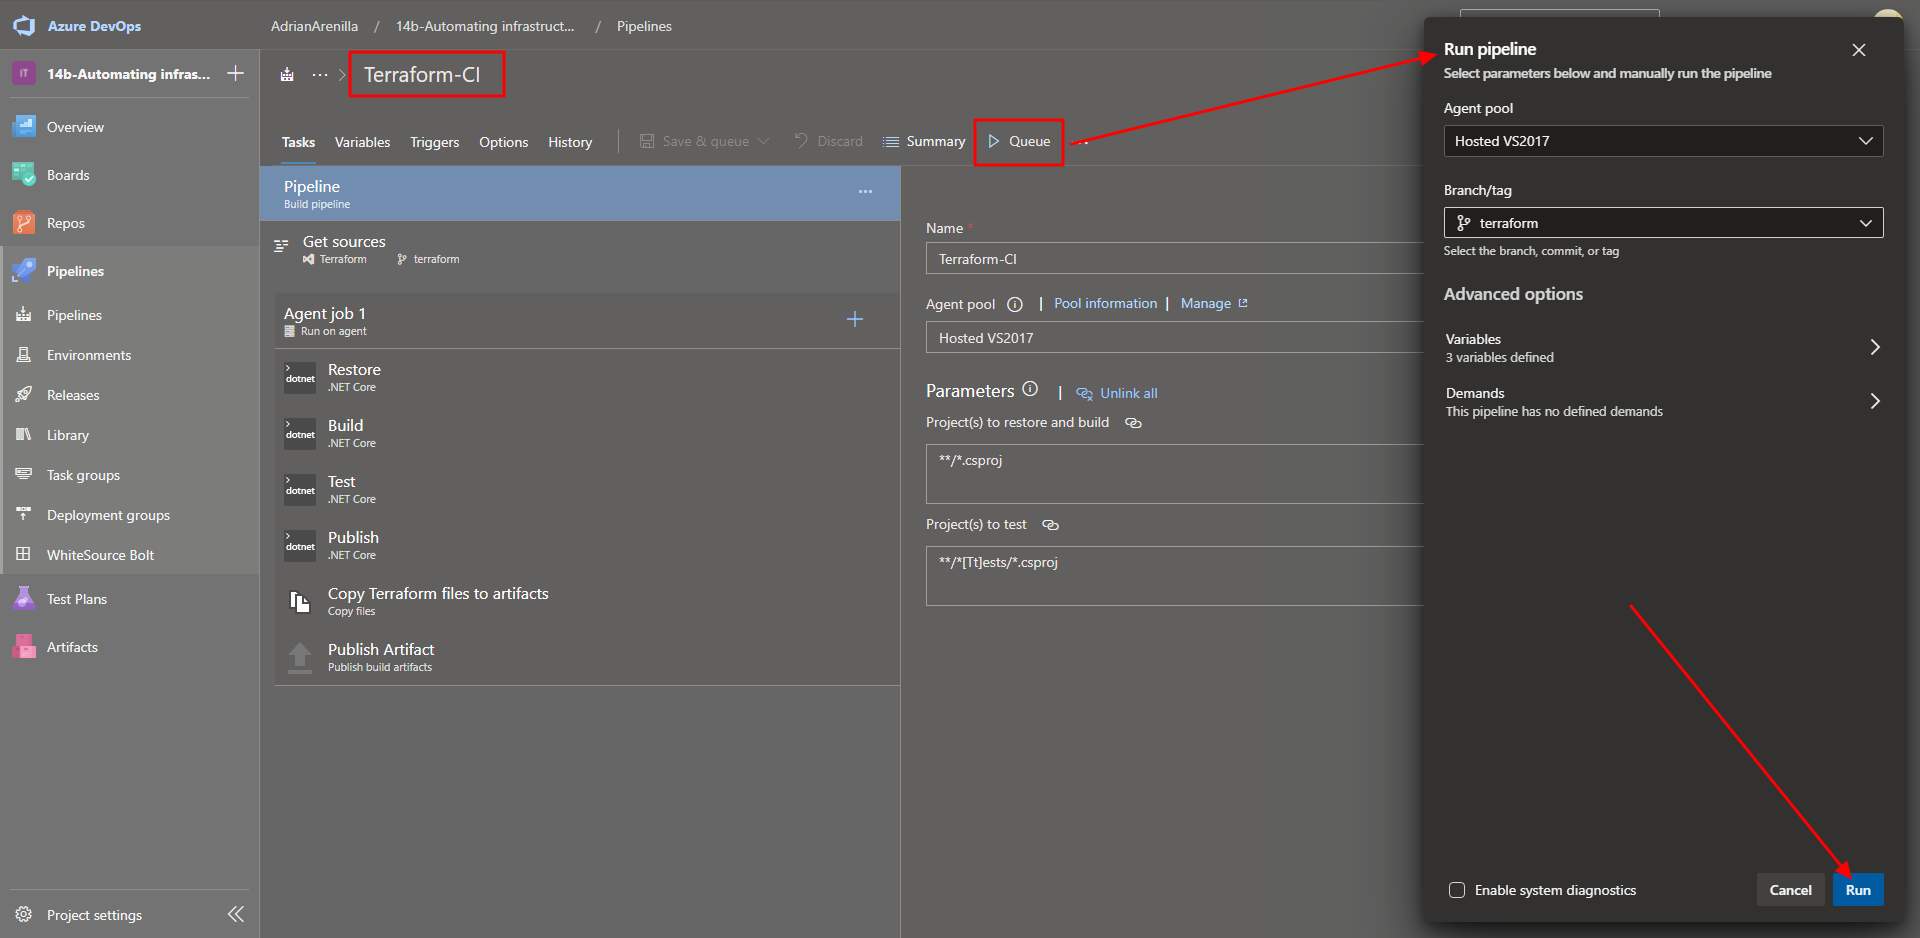 Azure DevOps
AdrianArenilla / 14b-Automating infrastruct... / Pipelines
IT 14b-Automating infras... +
Overview
Boards
Repos
Pipelines
Pipelines
Environments
Releases
Library
Task groups
Deployment groups
WhiteSource Bolt
Test Plans
Artifacts
Project settings
... > Terraform-CI
Tasks Variables Triggers Options History | Save & queue Discard Summary Queue
Pipeline
Build pipeline
...
Get sources
Terraform terraform
Agent job 1
Run on agent
+
dotnet Restore
.NET Core
dotnet Build
.NET Core
dotnet Test
.NET Core
dotnet Publish
.NET Core
Copy Terraform files to artifacts
Copy files
Publish Artifact
Publish build artifacts
Name *
Terraform-CI
Agent pool | Pool information | Manage
Hosted VS2017
Parameters | Unlink all
Project(s) to restore and build
**/*.csproj
Project(s) to test
**/*[Tt]ests/*.csproj
Run pipeline
Select parameters below and manually run the pipeline
Agent pool
Hosted VS2017
Branch/tag
terraform
Select the branch, commit, or tag
Advanced options
Variables
3 variables defined
Demands
This pipeline has no defined demands
Enable system diagnostics
Cancel Run